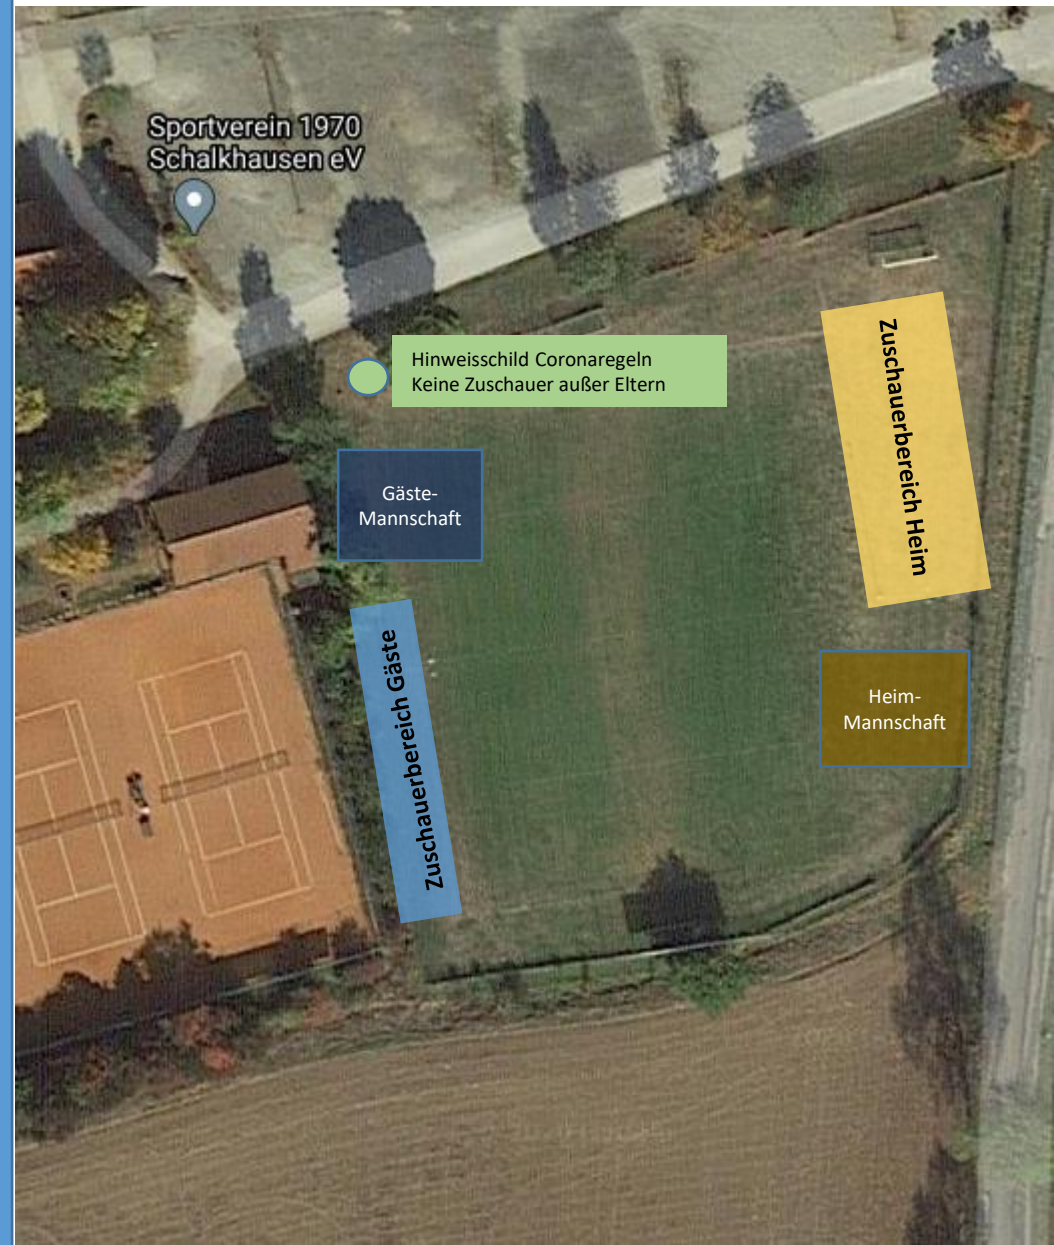 Sportverein 1970
Schalkhausen eV
Hinweisschild Coronaregeln
Keine Zuschauer außer Eltern
Zuschauerbereich Heim
Gäste-
Mannschaft
Zuschauerbereich Gäste
Heim-
Mannschaft